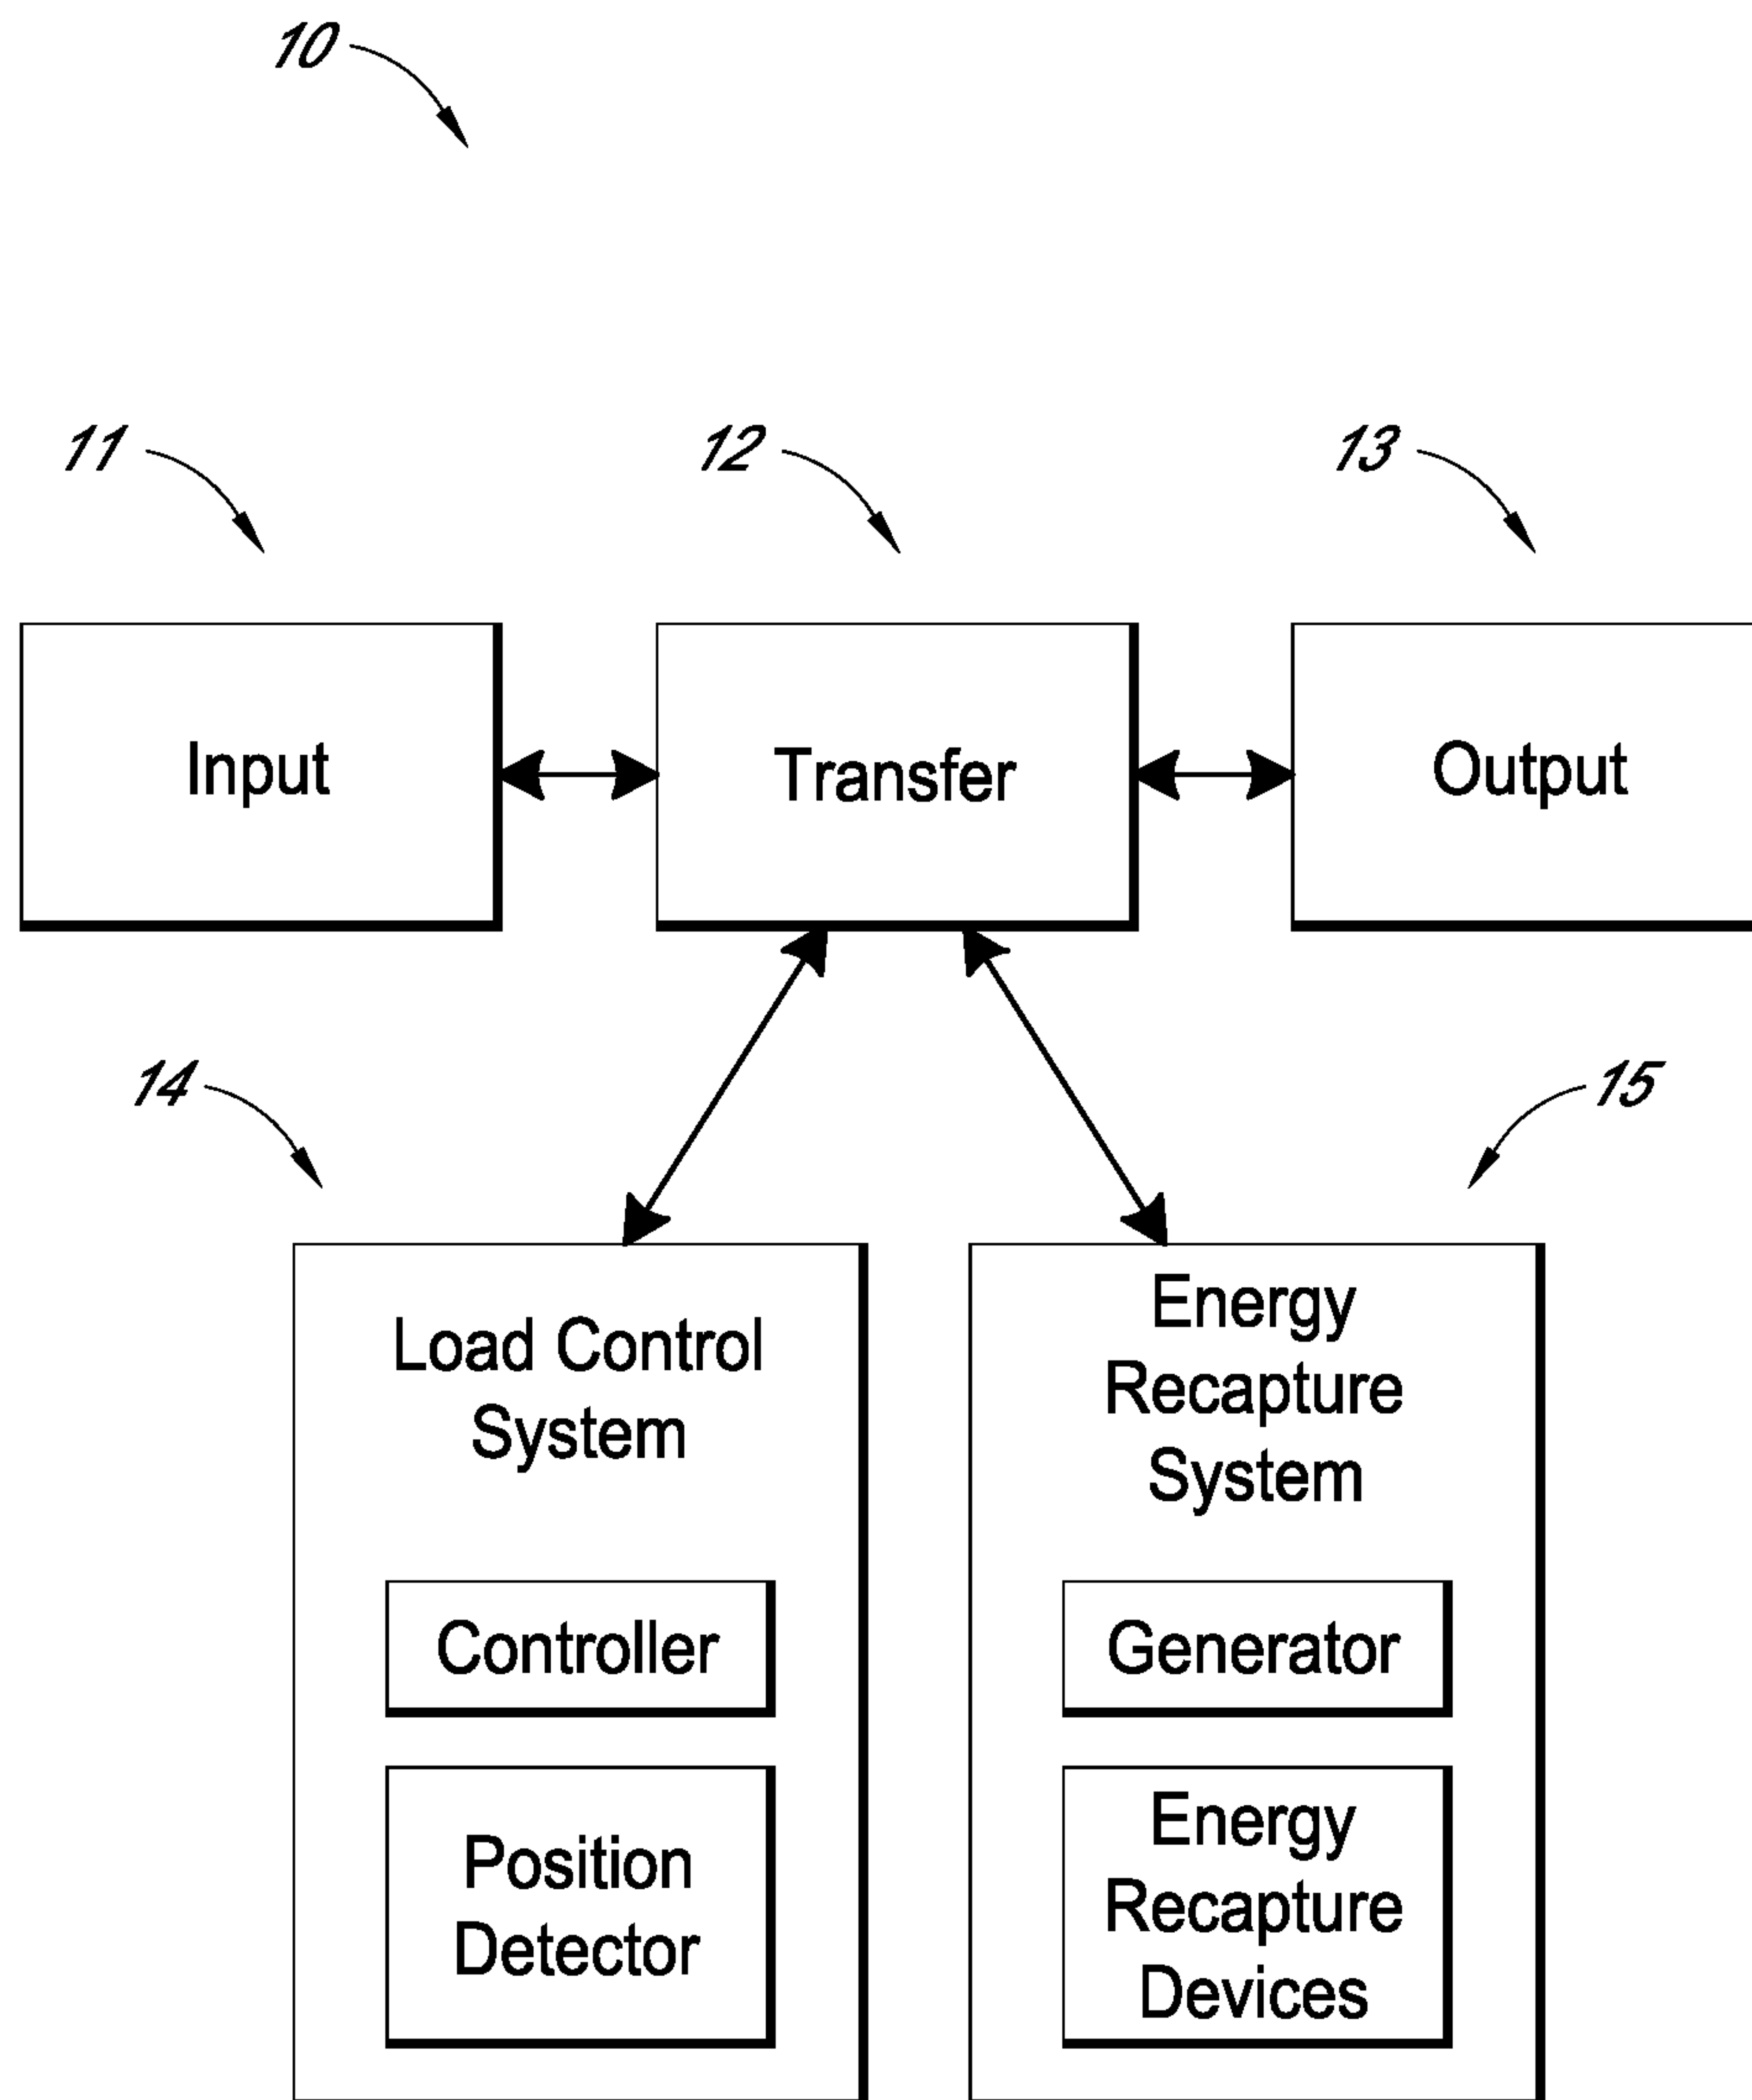 10
11
12
13
Input
Transfer
Output
14
15
Load Control
System
Controller
Position
Detector
Energy
Recapture
System
Generator
Energy
Recapture
Devices